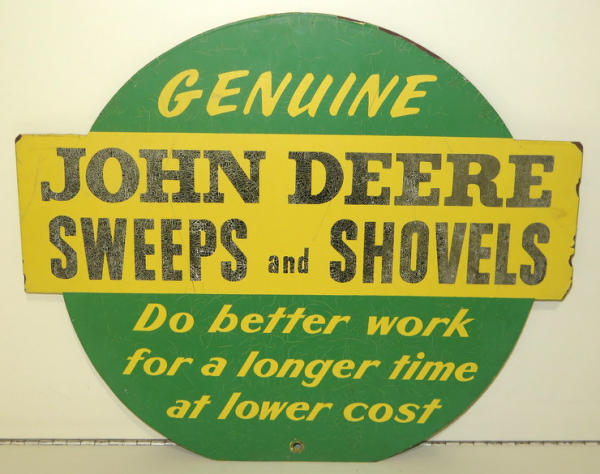 GENUINE
JOHN DEERE
SWEEPS and SHOVELS
Do better work
for a longer time
at lower cost